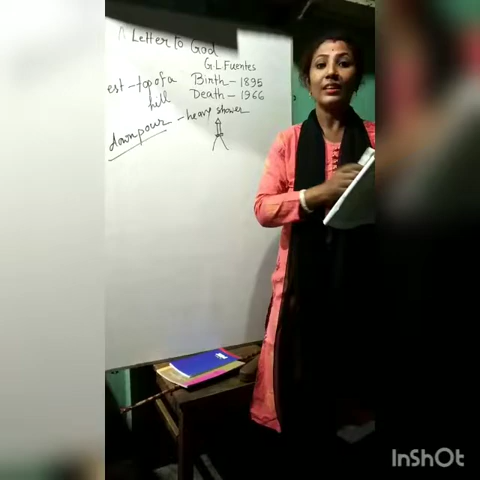 A Letter to God
G.L Fuentes
est - top of a hill
Birth - 1895
Death - 1966
downpour - heavy shower
InShOt